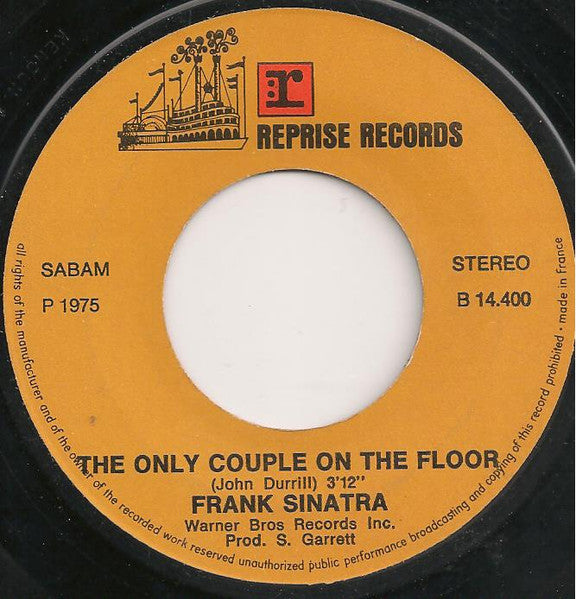 r
REPRISE RECORDS
SABAM
P 1975
STEREO
B 14.400
THE ONLY COUPLE ON THE FLOOR
(John Durrill) 3'12"
FRANK SINATRA
Warner Bros Records Inc.
Prod. S. Garrett
all rights of the manufacturer and of the owner of the recorded work reserved unauthorized public performance broadcasting and copying of this record prohibited • made in france